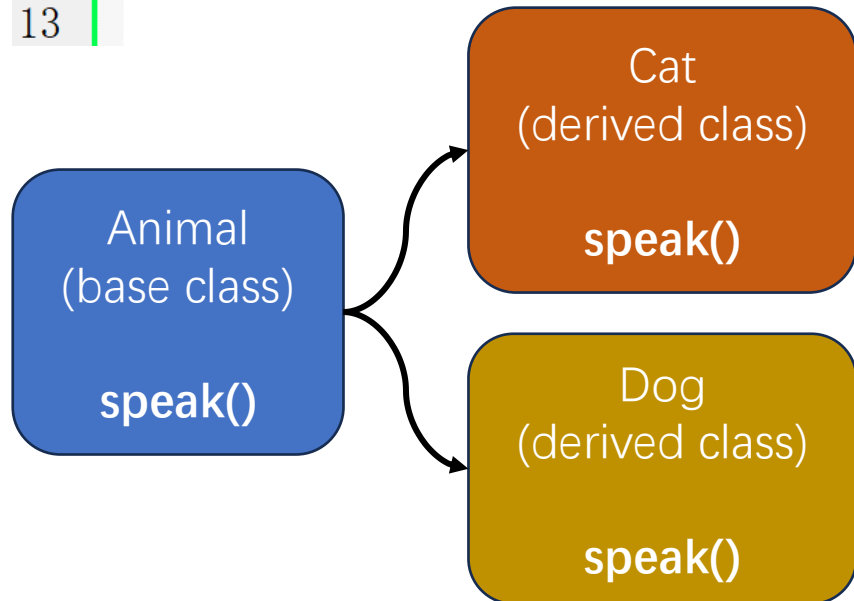 13
Animal
(base class)
speak()
Cat
(derived class)
speak()
Dog
(derived class)
speak()